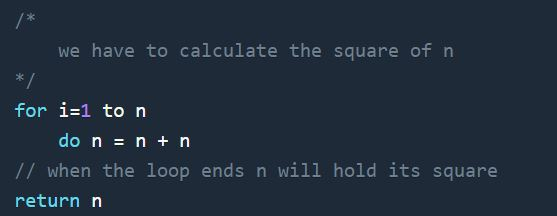 /*
we have to calculate the square of n
*/
for i=1 to n
do n = n + n
// when the loop ends n will hold its square
return n